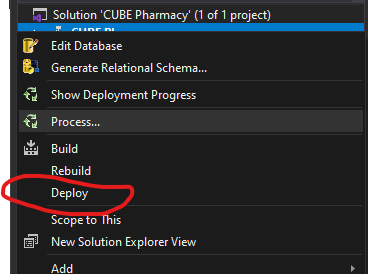 Solution 'CUBE Pharmacy' (1 of 1 project)
Edit Database
Generate Relational Schema...
Show Deployment Progress
Process...
Build
Rebuild
Deploy
Scope to This
New Solution Explorer View
Add